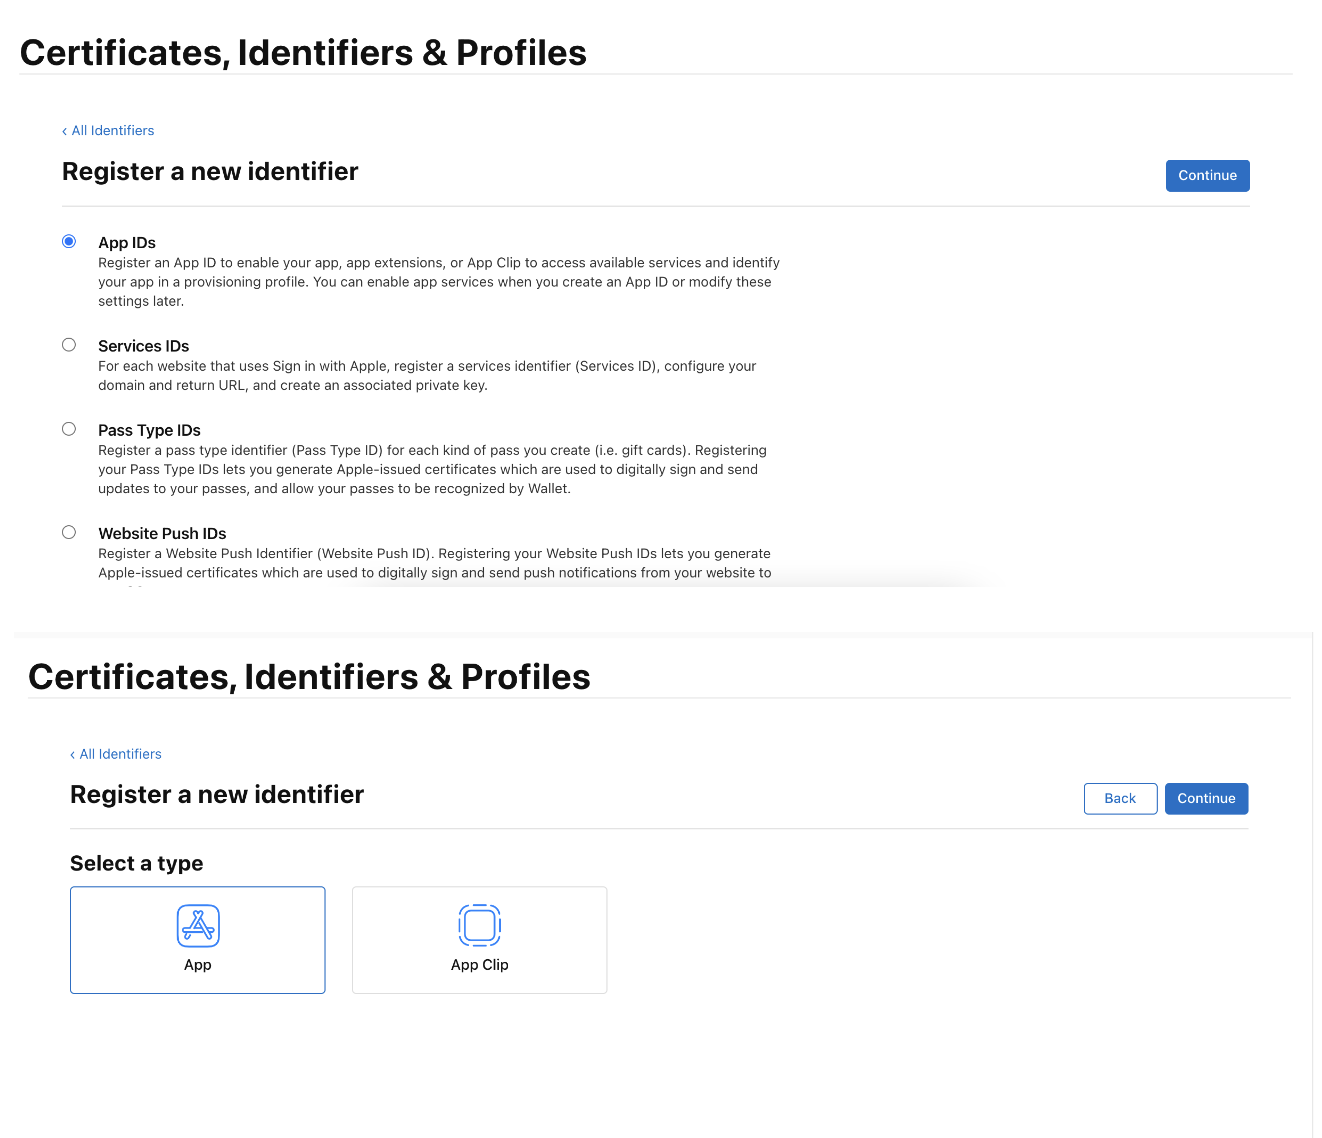 Certificates, Identifiers & Profiles
‹ All Identifiers
Register a new identifier
Continue
App IDs
Register an App ID to enable your app, app extensions, or App Clip to access available services and identify
your app in a provisioning profile. You can enable app services when you create an App ID or modify these
settings later.
Services IDs
For each website that uses Sign in with Apple, register a services identifier (Services ID), configure your
domain and return URL, and create an associated private key.
Pass Type IDs
Register a pass type identifier (Pass Type ID) for each kind of pass you create (i.e. gift cards). Registering
your Pass Type IDs lets you generate Apple-issued certificates which are used to digitally sign and send
updates to your passes, and allow your passes to be recognized by Wallet.
Website Push IDs
Register a Website Push Identifier (Website Push ID). Registering your Website Push IDs lets you generate
Apple-issued certificates which are used to digitally sign and send push notifications from your website to
Certificates, Identifiers & Profiles
‹ All Identifiers
Register a new identifier
Back
Continue
Select a type
App
App Clip